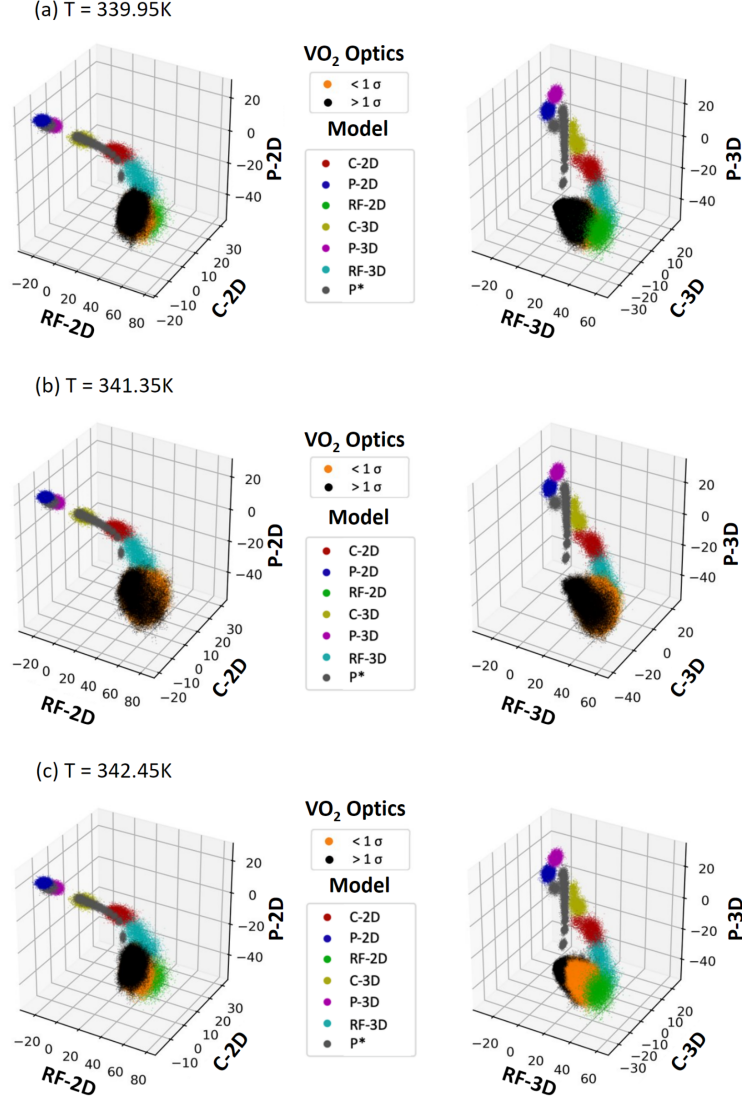 (a) T = 339.95K
VO2 Optics
< 1 σ
> 1 σ
Model
C-2D
P-2D
RF-2D
C-3D
P-3D
RF-3D
P*
20
0
−20
−40
P-2D
−20
0
20
40
60
80
RF-2D
−20
−10
0
10
20
30
C-2D
20
0
−20
−40
P-3D
−20
0
20
40
60
RF-3D
−30
−20
−10
0
10
20
C-3D
(b) T = 341.35K
VO2 Optics
< 1 σ
> 1 σ
Model
C-2D
P-2D
RF-2D
C-3D
P-3D
RF-3D
P*
20
0
−20
−40
P-2D
−20
0
20
40
60
80
RF-2D
−20
−10
0
10
20
30
C-2D
20
0
−20
−40
P-3D
−20
0
20
40
60
RF-3D
−40
−20
0
20
C-3D
(c) T = 342.45K
VO2 Optics
< 1 σ
> 1 σ
Model
C-2D
P-2D
RF-2D
C-3D
P-3D
RF-3D
P*
20
0
−20
−40
P-2D
−20
0
20
40
60
80
RF-2D
−20
−10
0
10
20
30
C-2D
20
0
−20
−40
P-3D
−20
0
20
40
60
RF-3D
−30
−20
−10
0
10
20
C-3D